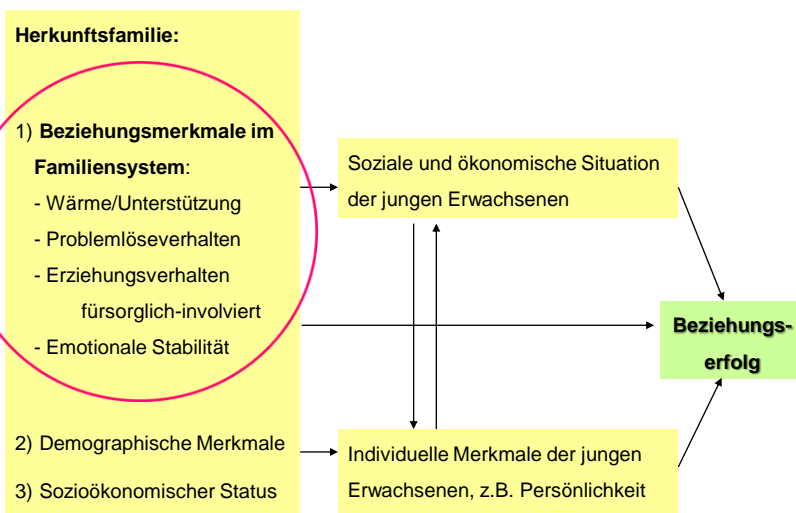 Herkunftsfamilie:
1) Beziehungsmerkmale im
Familiensystem:
- Wärme/Unterstützung
- Problemlöseverhalten
- Erziehungsverhalten
fürsorglich-involviert
- Emotionale Stabilität
2) Demographische Merkmale
3) Sozioökonomischer Status
Soziale und ökonomische Situation
der jungen Erwachsenen
Individuelle Merkmale der jungen
Erwachsenen, z.B. Persönlichkeit
Beziehungs-
erfolg